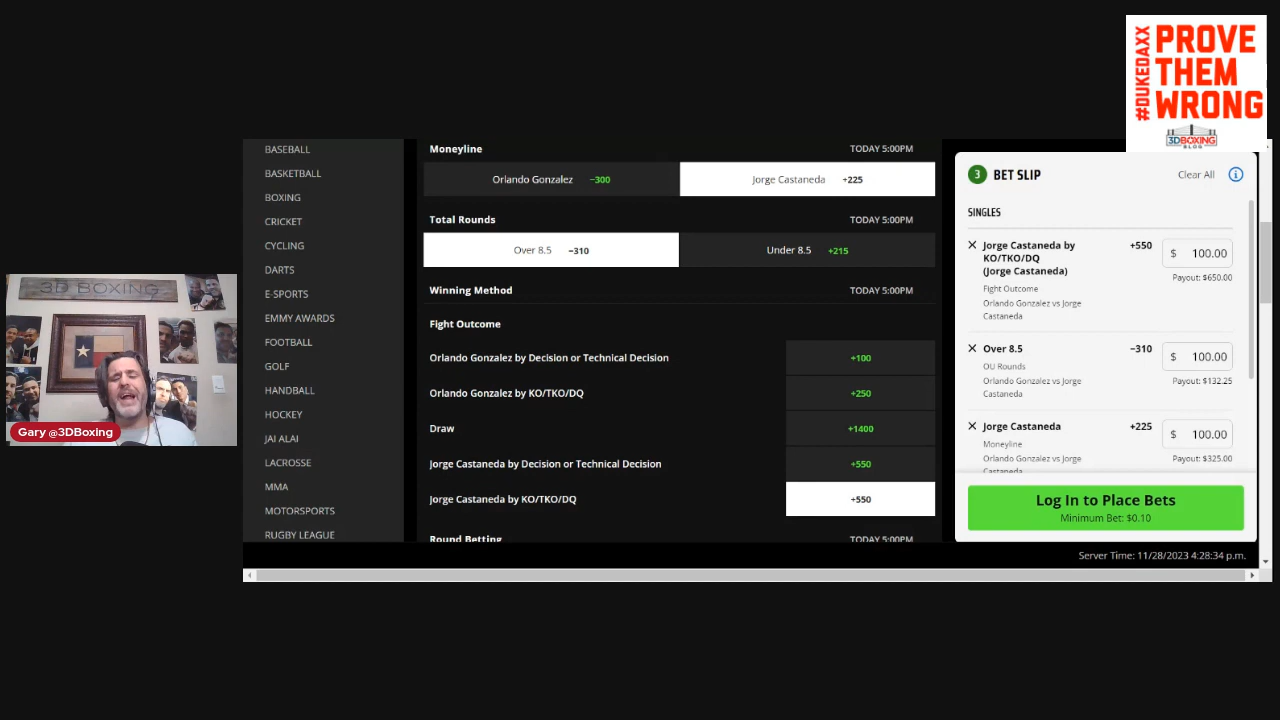 #DUKEDAXX
PROVE
THEM
WRONG
3DBOXING
BLOG
3D BOXING
Gary @3DBoxing
BASEBALL
BASKETBALL
BOXING
CRICKET
CYCLING
DARTS
E-SPORTS
EMMY AWARDS
FOOTBALL
GOLF
HANDBALL
HOCKEY
JAI ALAI
LACROSSE
MMA
MOTORSPORTS
RUGBY LEAGUE
Moneyline TODAY 5:00PM
Orlando Gonzalez −300 Jorge Castaneda +225
Total Rounds TODAY 5:00PM
Over 8.5 −310 Under 8.5 +215
Winning Method TODAY 5:00PM
Fight Outcome
Orlando Gonzalez by Decision or Technical Decision +100
Orlando Gonzalez by KO/TKO/DQ +250
Draw +1400
Jorge Castaneda by Decision or Technical Decision +550
Jorge Castaneda by KO/TKO/DQ +550
Round Betting TODAY 5:00PM
3 BET SLIP Clear All i
SINGLES
Jorge Castaneda by +550 $ 100.00
KO/TKO/DQ
(Jorge Castaneda) Payout: $650.00
Fight Outcome
Orlando Gonzalez vs Jorge
Castaneda
Over 8.5 −310 $ 100.00
OU Rounds
Orlando Gonzalez vs Jorge Payout: $132.25
Castaneda
Jorge Castaneda +225 $ 100.00
Moneyline
Orlando Gonzalez vs Jorge Payout: $325.00
Castaneda
Log In to Place Bets
Minimum Bet: $0.10
Server Time: 11/28/2023 4:28:34 p.m.